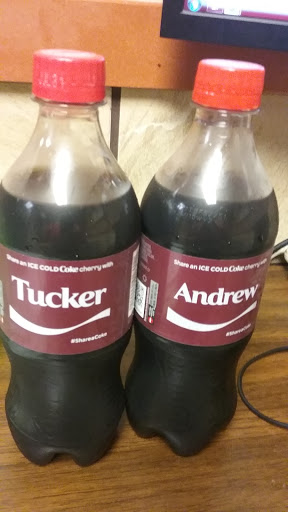 Share an ICE COLD Coke cherry with
Tucker
#ShareaCoke
Share an ICE COLD Coke cherry with
Andrew
#ShareaCoke